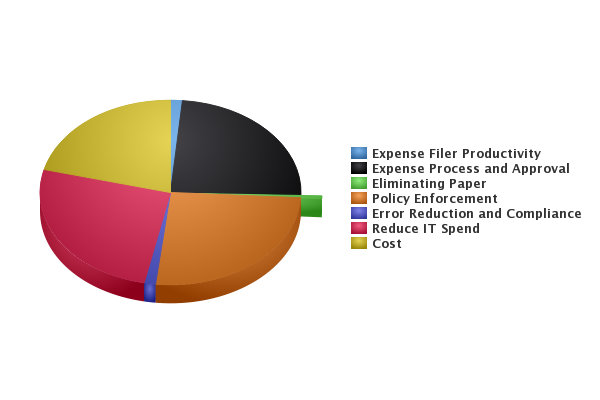 Expense Filer Productivity
Expense Process and Approval
Eliminating Paper
Policy Enforcement
Error Reduction and Compliance
Reduce IT Spend
Cost